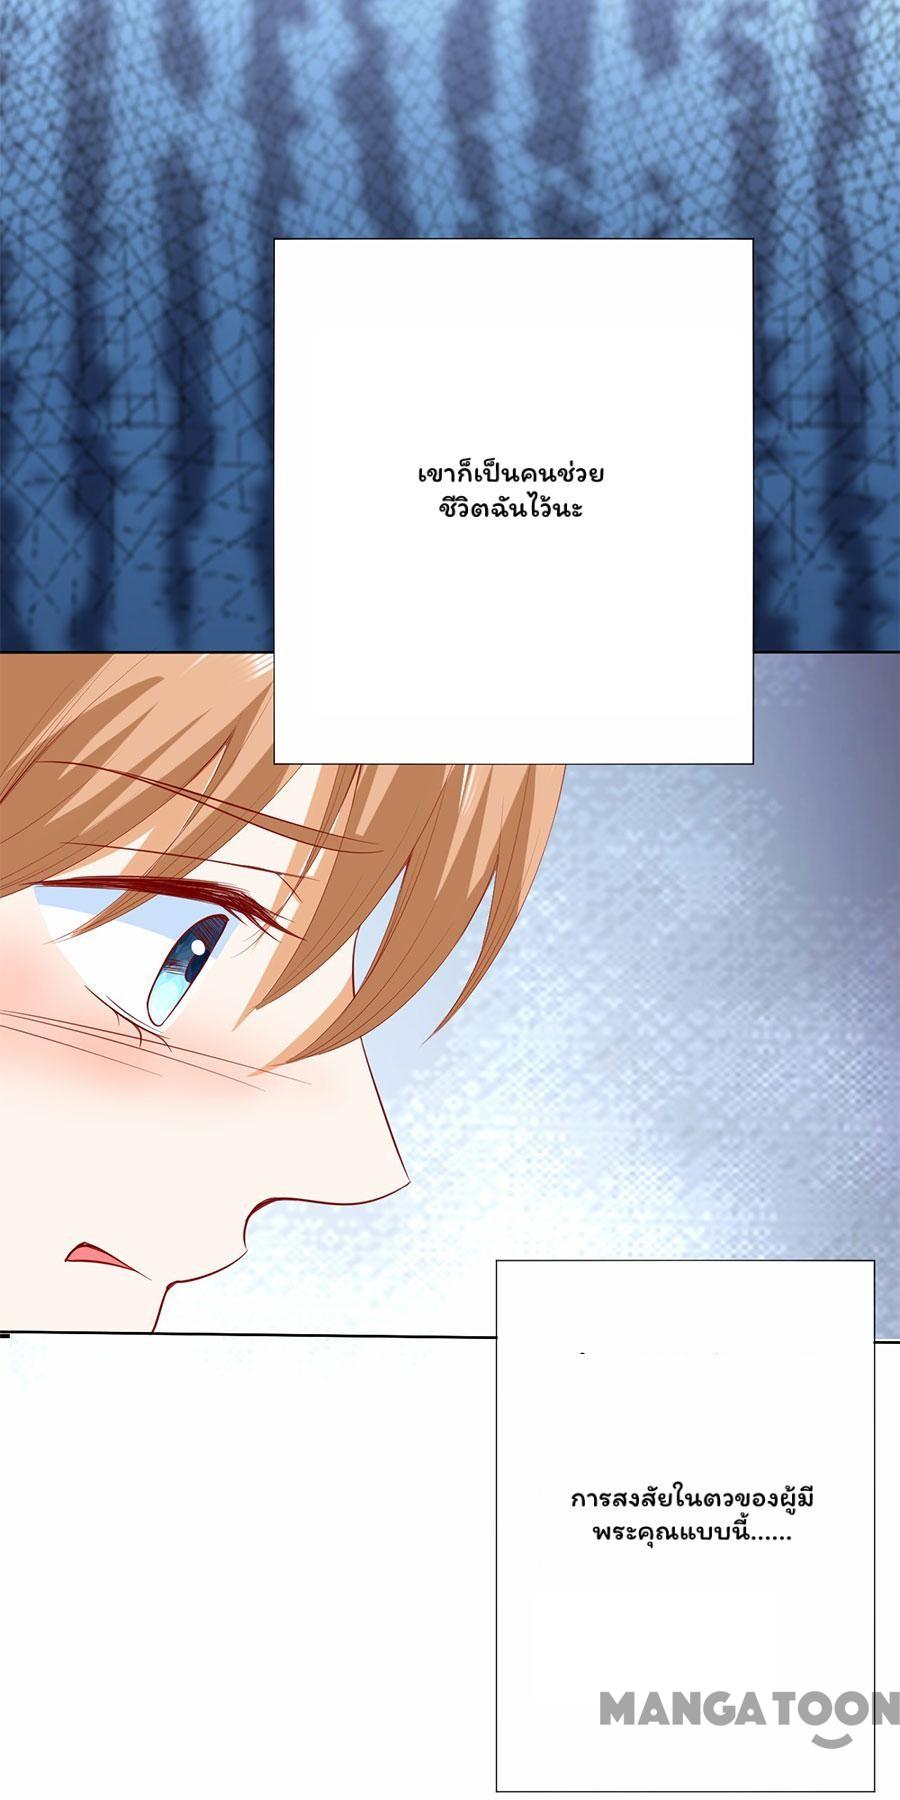 เขาก็เป็นคนช่วย
ชีวิตฉันไว้นะ
การสงสัยในตวของผู้มี
พระคุณแบบนี้......
MANGATOON